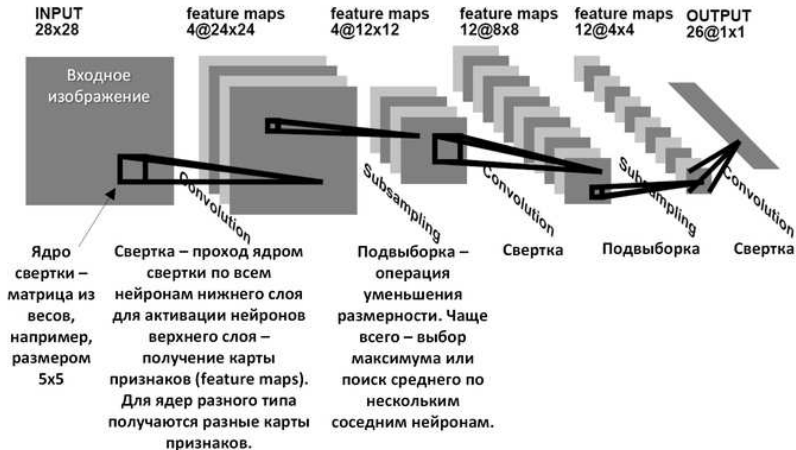 INPUT
28x28
feature maps
4@24x24
feature maps
4@12x12
feature maps
12@8x8
feature maps
12@4x4
OUTPUT
26@1x1
Входное
изображение
Convolution
Subsampling
Convolution
Subsampling
Convolution
Ядро
свертки –
матрица из
весов,
например,
размером
5x5
Свертка – проход ядром
свертки по всем
нейронам нижнего слоя
для активации нейронов
верхнего слоя –
получение карты
признаков (feature maps).
Для ядер разного типа
получаются разные карты
признаков.
Подвыборка –
операция
уменьшения
размерности. Чаще
всего – выбор
максимума или
поиск среднего по
нескольким
соседним нейронам.
Свертка
Подвыборка
Свертка